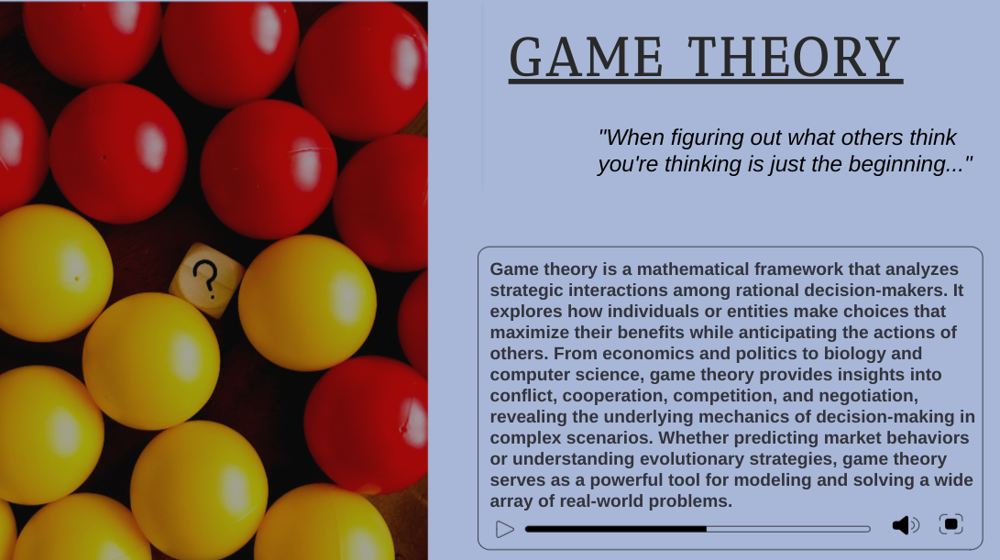 GAME THEORY
"When figuring out what others think
you're thinking is just the beginning..."
?
Game theory is a mathematical framework that analyzes
strategic interactions among rational decision-makers. It
explores how individuals or entities make choices that
maximize their benefits while anticipating the actions of
others. From economics and politics to biology and
computer science, game theory provides insights into
conflict, cooperation, competition, and negotiation,
revealing the underlying mechanics of decision-making in
complex scenarios. Whether predicting market behaviors
or understanding evolutionary strategies, game theory
serves as a powerful tool for modeling and solving a wide
array of real-world problems.